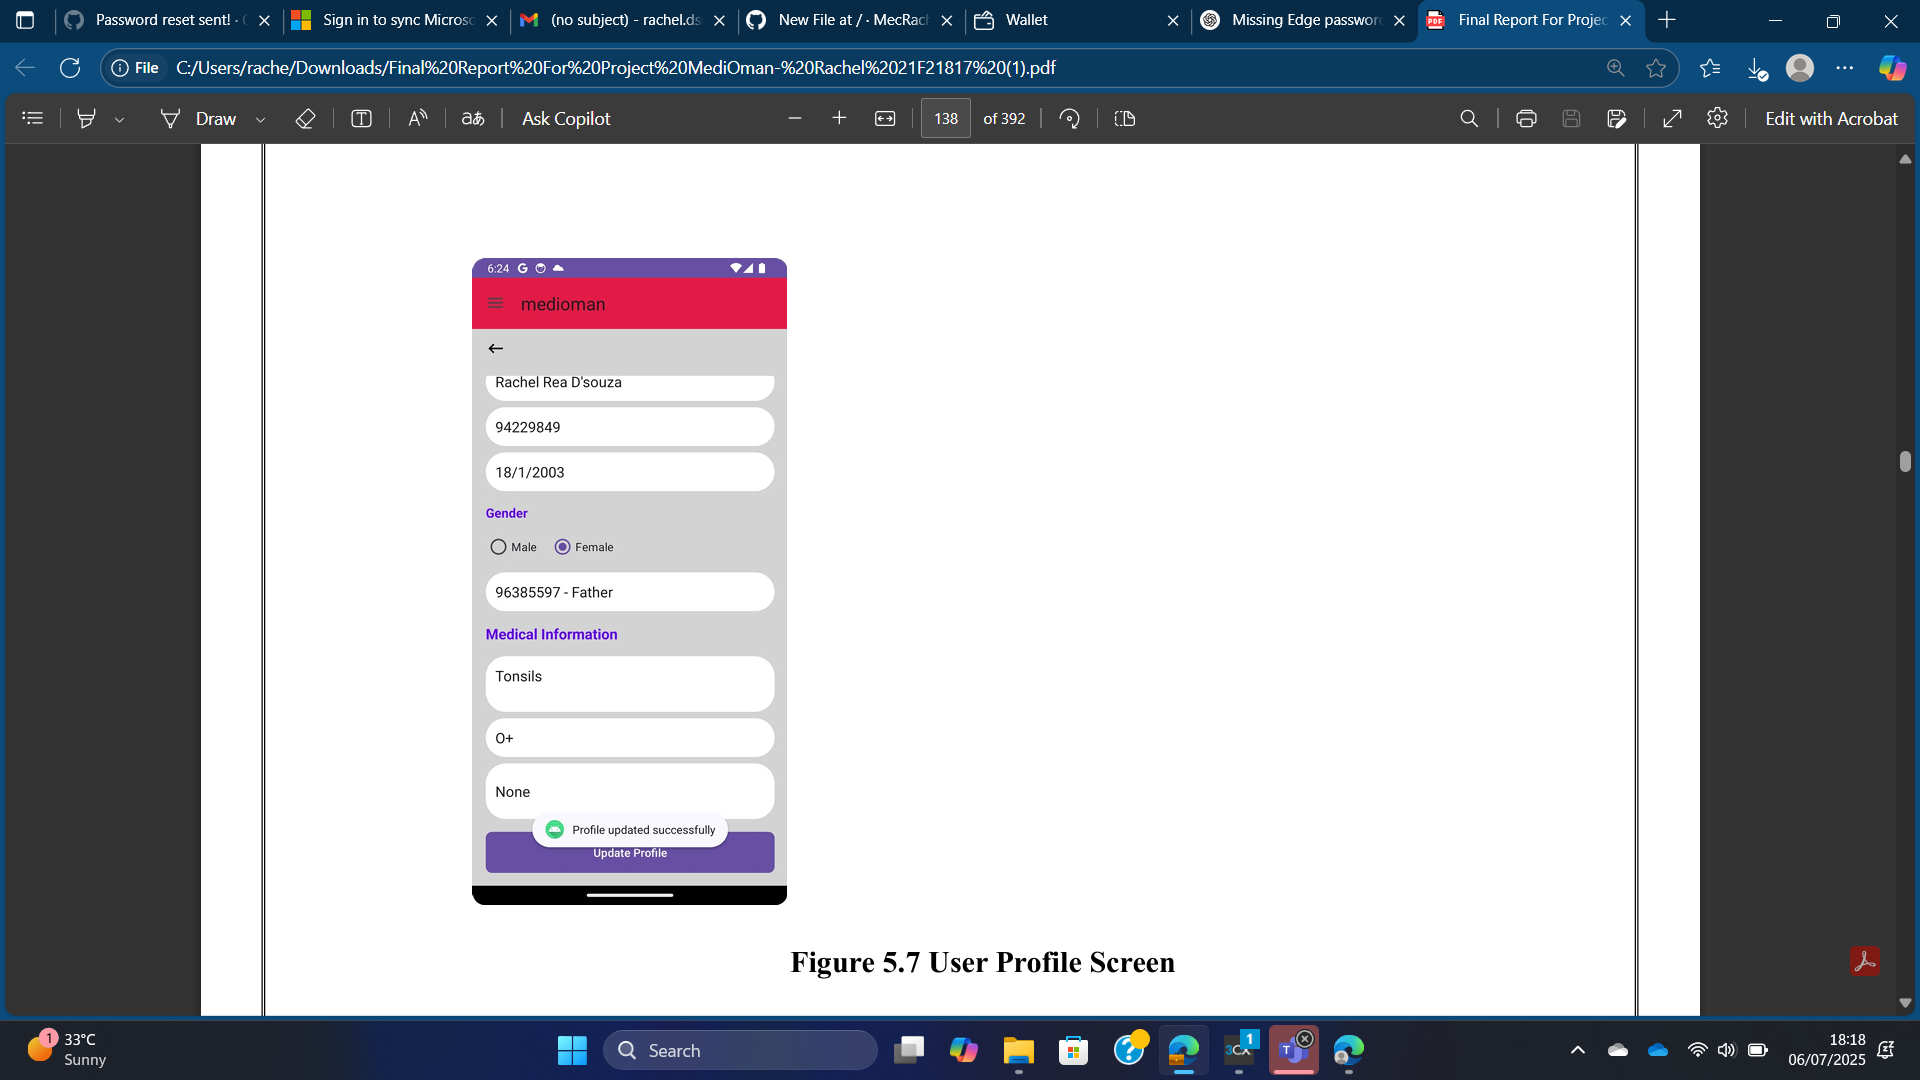 Password reset sent! ·
Sign in to sync Microso
(no subject) - rachel.ds
New File at / · MecRach
Wallet
Missing Edge passwor
Final Report For Projec
File
C:/Users/rache/Downloads/Final%20Report%20For%20Project%20MediOman-%20Rachel%2021F21817%20(1).pdf
Draw
aあ
Ask Copilot
138
of 392
Edit with Acrobat
6:24
medioman
Rachel Rea D'souza
94229849
18/1/2003
Gender
Male
Female
96385597 - Father
Medical Information
Tonsils
O+
None
Profile updated successfully
Update Profile
Figure 5.7 User Profile Screen
1
33°C
Sunny
Search
3CX
1
18:18
06/07/2025